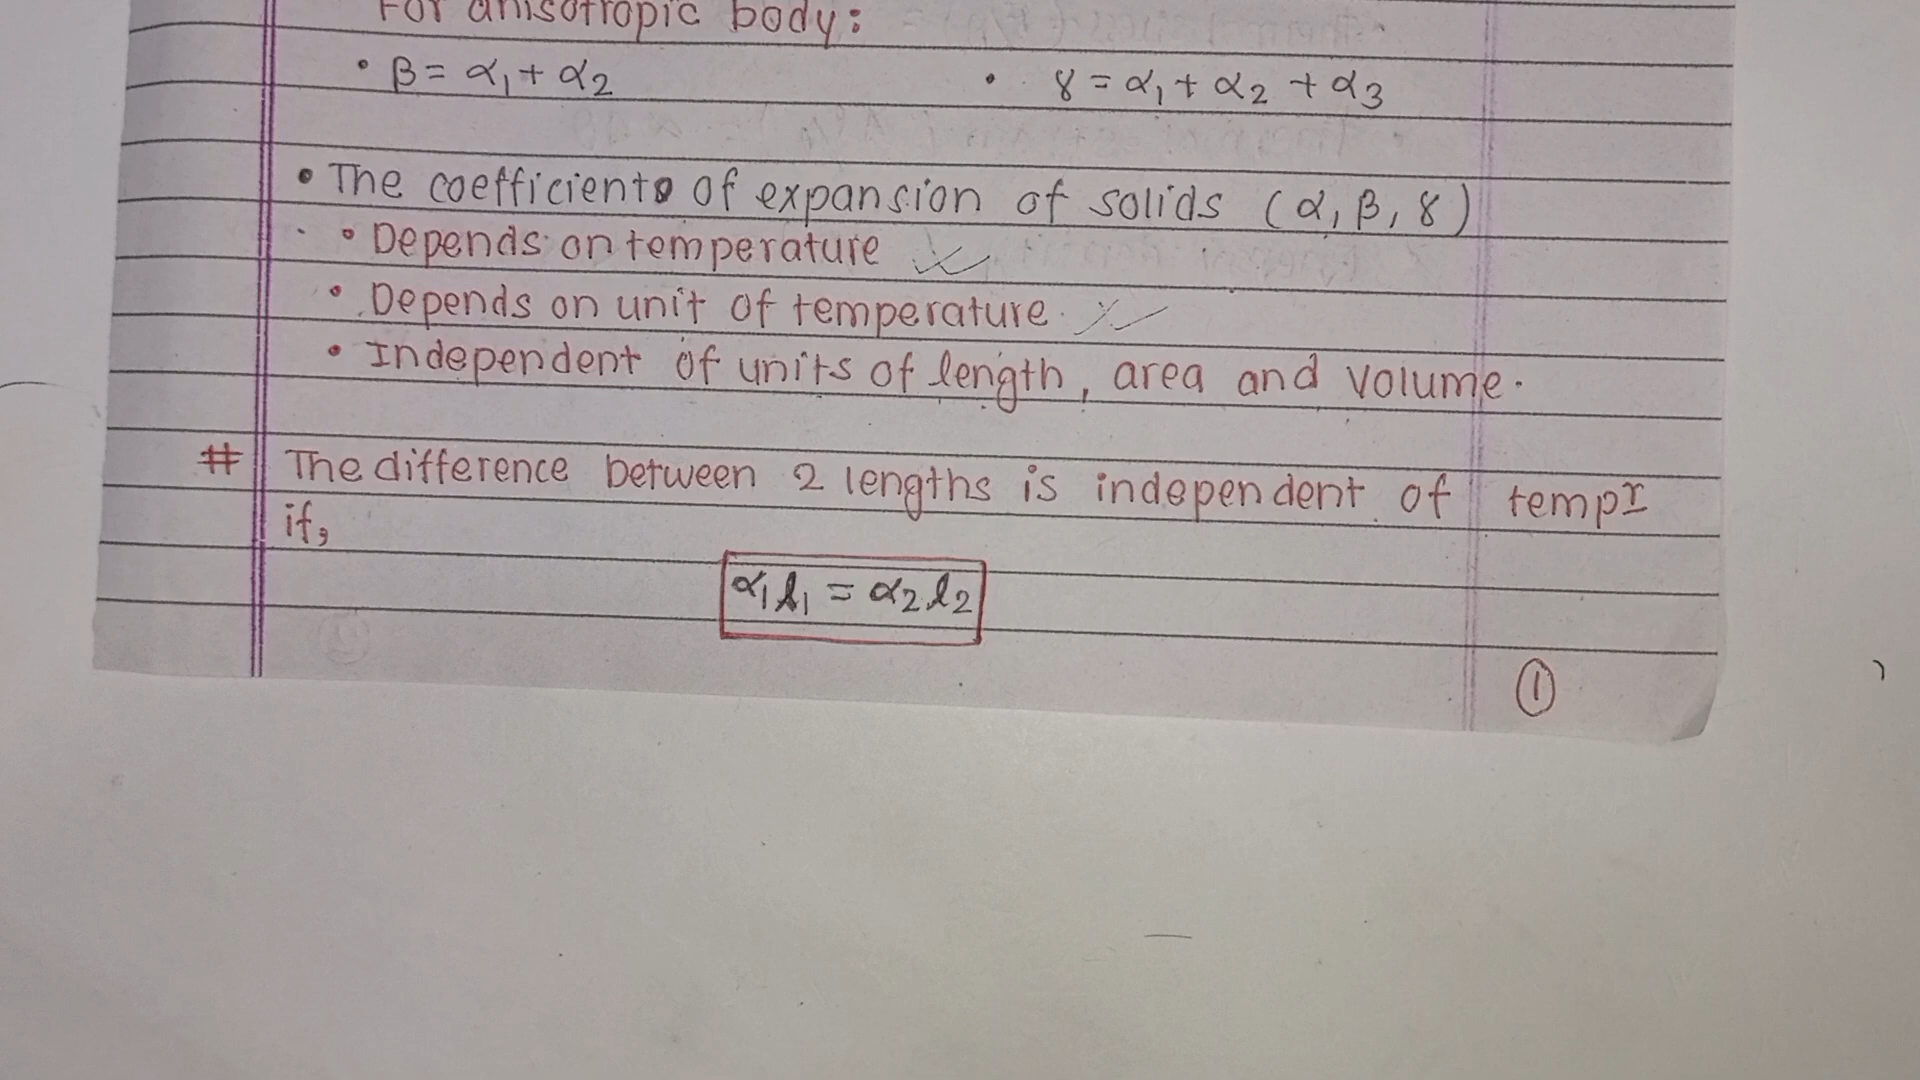 For anisotropic body:
• β = α₁ + α₂ • γ = α₁ + α₂ + α₃
• The coefficients of expansion of solids (α, β, γ)
• Depends on temperature
• Depends on unit of temperature
• Independent of units of length, area and volume.
# The difference between 2 lengths is independent of tempr
if,
α₁l₁ = α₂l₂
1